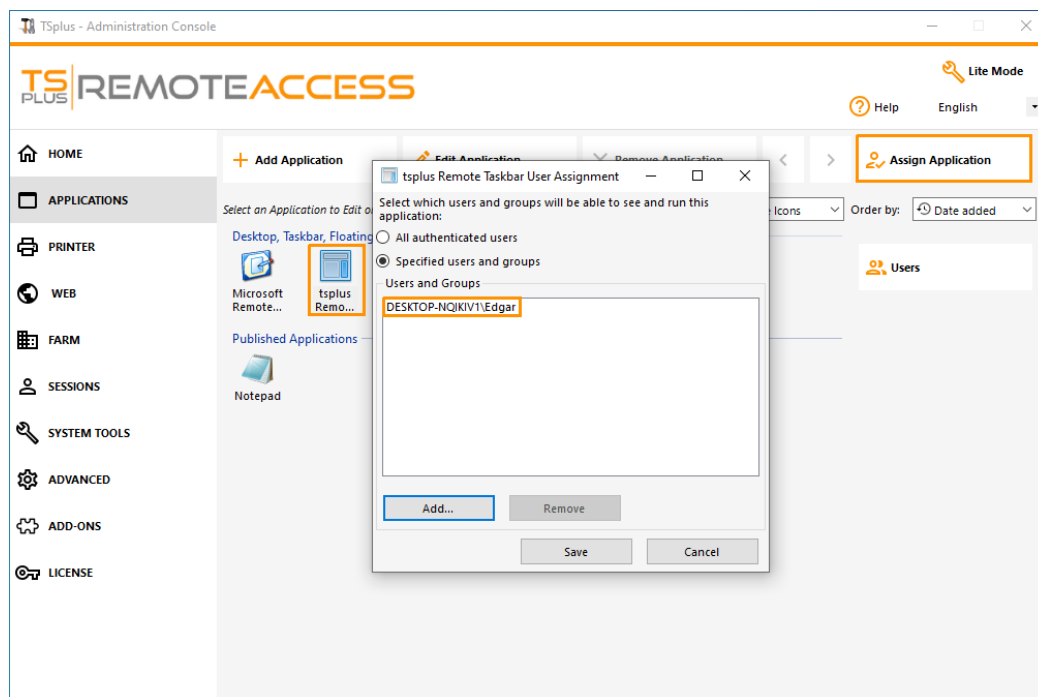 TSplus - Administration Console
TS PLUS REMOTEACCESS
Lite Mode
Help English
HOME
APPLICATIONS
PRINTER
WEB
FARM
SESSIONS
SYSTEM TOOLS
ADVANCED
ADD-ONS
LICENSE
Add Application
Edit Application
Remove Application
Assign Application
Select an Application to Edit o
Icons
Order by:
Date added
Desktop, Taskbar, Floating
Microsoft
Remote...
tsplus
Remo...
Published Applications
Notepad
Users
tsplus Remote Taskbar User Assignment
Select which users and groups will be able to see and run this
application:
All authenticated users
Specified users and groups
Users and Groups
DESKTOP-NQIKIV1\Edgar
Add...
Remove
Save
Cancel